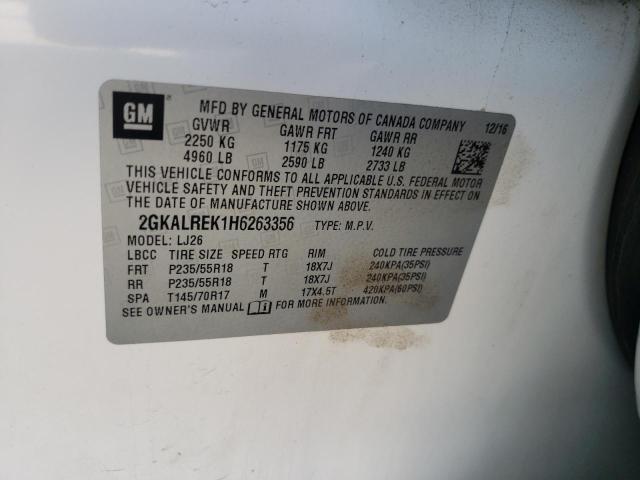 GM
MFD BY GENERAL MOTORS OF CANADA COMPANY 12/16
GVWR GAWR FRT GAWR RR
2250 KG 1175 KG 1240 KG
4960 LB 2590 LB 2733 LB
THIS VEHICLE CONFORMS TO ALL APPLICABLE U.S. FEDERAL MOTOR
VEHICLE SAFETY AND THEFT PREVENTION STANDARDS IN EFFECT ON THE
DATE OF MANUFACTURE SHOWN ABOVE.
2GKALREK1H6263356 TYPE: M.P.V.
MODEL: LJ26
LBCC TIRE SIZE SPEED RTG RIM COLD TIRE PRESSURE
FRT P235/55R18 T 18X7J 240KPA(35PSI)
RR P235/55R18 T 18X7J 240KPA(35PSI)
SPA T145/70R17 M 17X4.5T 420KPA(60PSI)
SEE OWNER'S MANUAL FOR MORE INFORMATION.